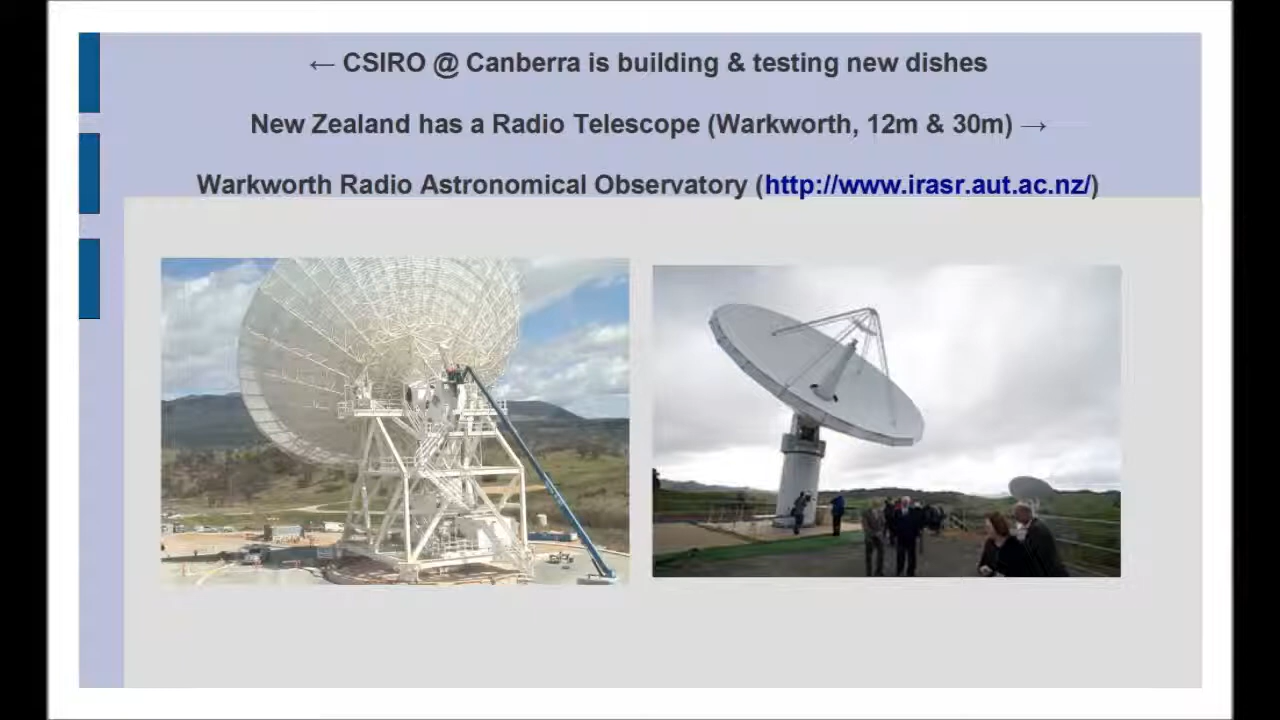 ← CSIRO @ Canberra is building & testing new dishes
New Zealand has a Radio Telescope (Warkworth, 12m & 30m) →
Warkworth Radio Astronomical Observatory (http://www.irasr.aut.ac.nz/)